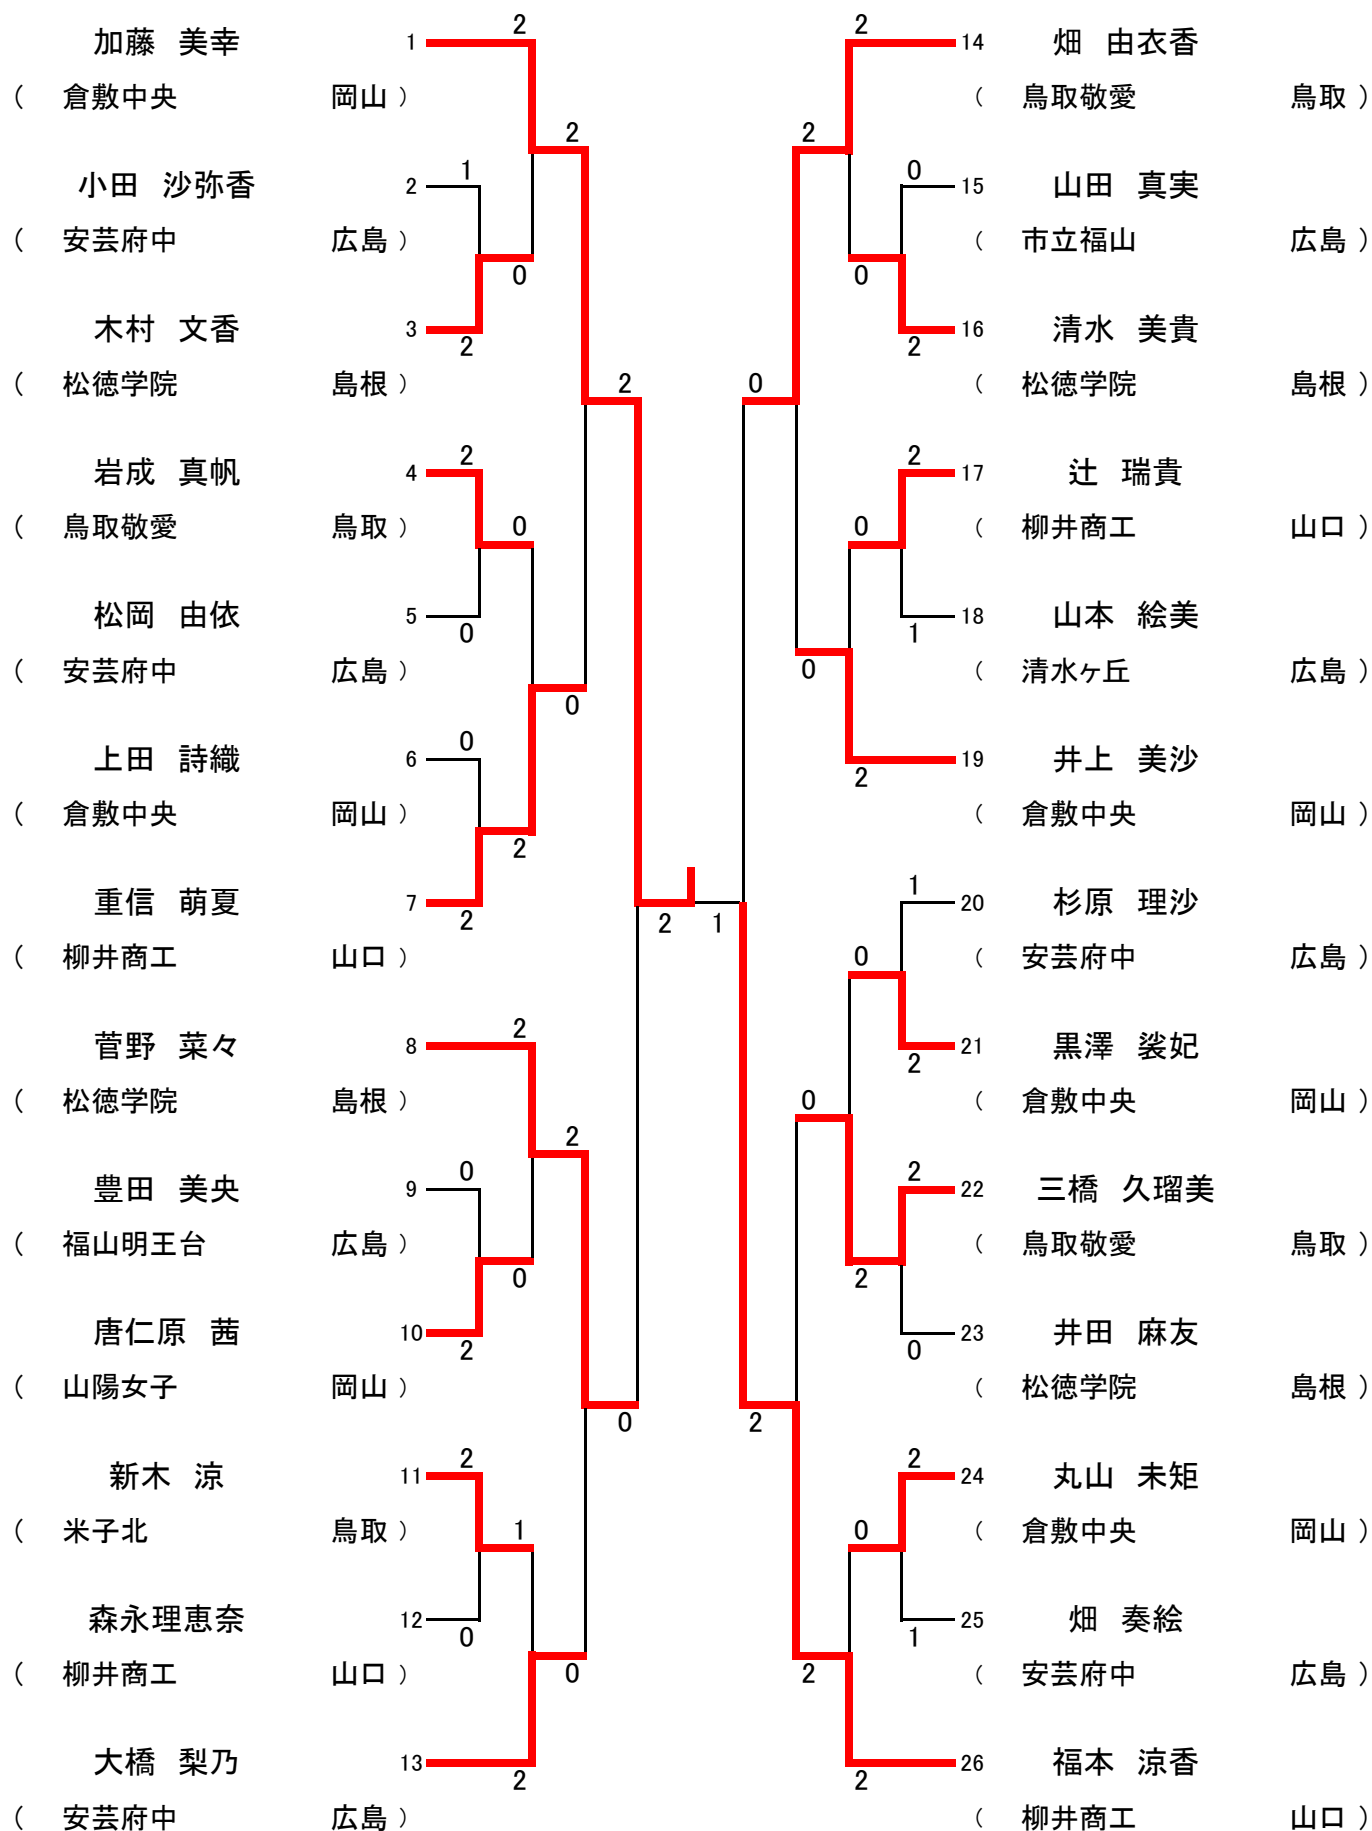 加藤 美幸 1 2
( 倉敷中央 岡山 )
2
小田 沙弥香 2 1
( 安芸府中 広島 )
0
木村 文香 3 2
( 松徳学院 島根 )
2
岩成 真帆 4 2
( 鳥取敬愛 鳥取 )
0
松岡 由依 5 0
( 安芸府中 広島 )
0
上田 詩織 6 0
( 倉敷中央 岡山 )
2
重信 萌夏 7 2
( 柳井商工 山口 )
2 1
菅野 菜々 8 2
( 松徳学院 島根 )
2
豊田 美央 9 0
( 福山明王台 広島 )
0
唐仁原 茜 10 2
( 山陽女子 岡山 )
0
新木 涼 11 2
( 米子北 鳥取 )
1
森永理恵奈 12 0
( 柳井商工 山口 )
0
大橋 梨乃 13 2
( 安芸府中 広島 )
2 14 畑 由衣香
( 鳥取敬愛 鳥取 )
2
0 15 山田 真実
( 市立福山 広島 )
0
2 16 清水 美貴
( 松徳学院 島根 )
0
2 17 辻 瑞貴
( 柳井商工 山口 )
0
1 18 山本 絵美
( 清水ヶ丘 広島 )
0
2 19 井上 美沙
( 倉敷中央 岡山 )
1 20 杉原 理沙
( 安芸府中 広島 )
0
2 21 黒澤 裟妃
( 倉敷中央 岡山 )
0
2 22 三橋 久瑠美
( 鳥取敬愛 鳥取 )
2
0 23 井田 麻友
( 松徳学院 島根 )
2
2 24 丸山 未矩
( 倉敷中央 岡山 )
0
1 25 畑 奏絵
( 安芸府中 広島 )
2
2 26 福本 涼香
( 柳井商工 山口 )